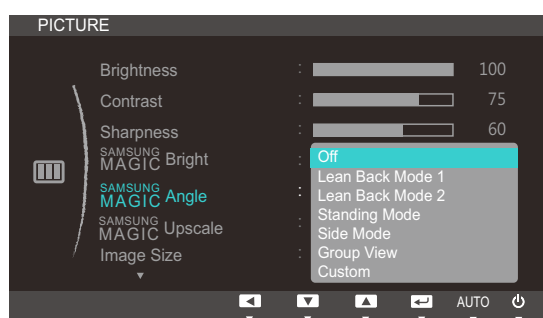 PICTURE
Brightness : 100
Contrast : 75
Sharpness : 60
SAMSUNG MAGIC Bright :
SAMSUNG MAGIC Angle :
SAMSUNG MAGIC Upscale :
Image Size :
Off
Lean Back Mode 1
Lean Back Mode 2
Standing Mode
Side Mode
Group View
Custom
AUTO